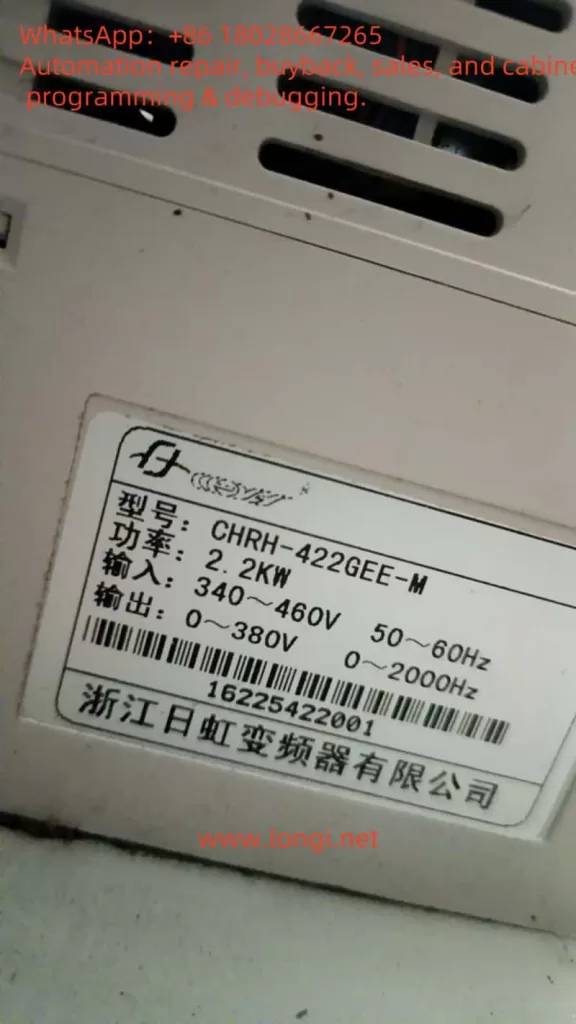 WhatsApp：+86 18028667265
Automation repair, buyback, sales, and cabine
programming & debugging.
型号: CHRH-422GEE-M
功率: 2.2KW
输入: 340～460V 50～60Hz
输出: 0～380V 0～2000Hz
16225422001
浙江日虹变频器有限公司
www.longi.net